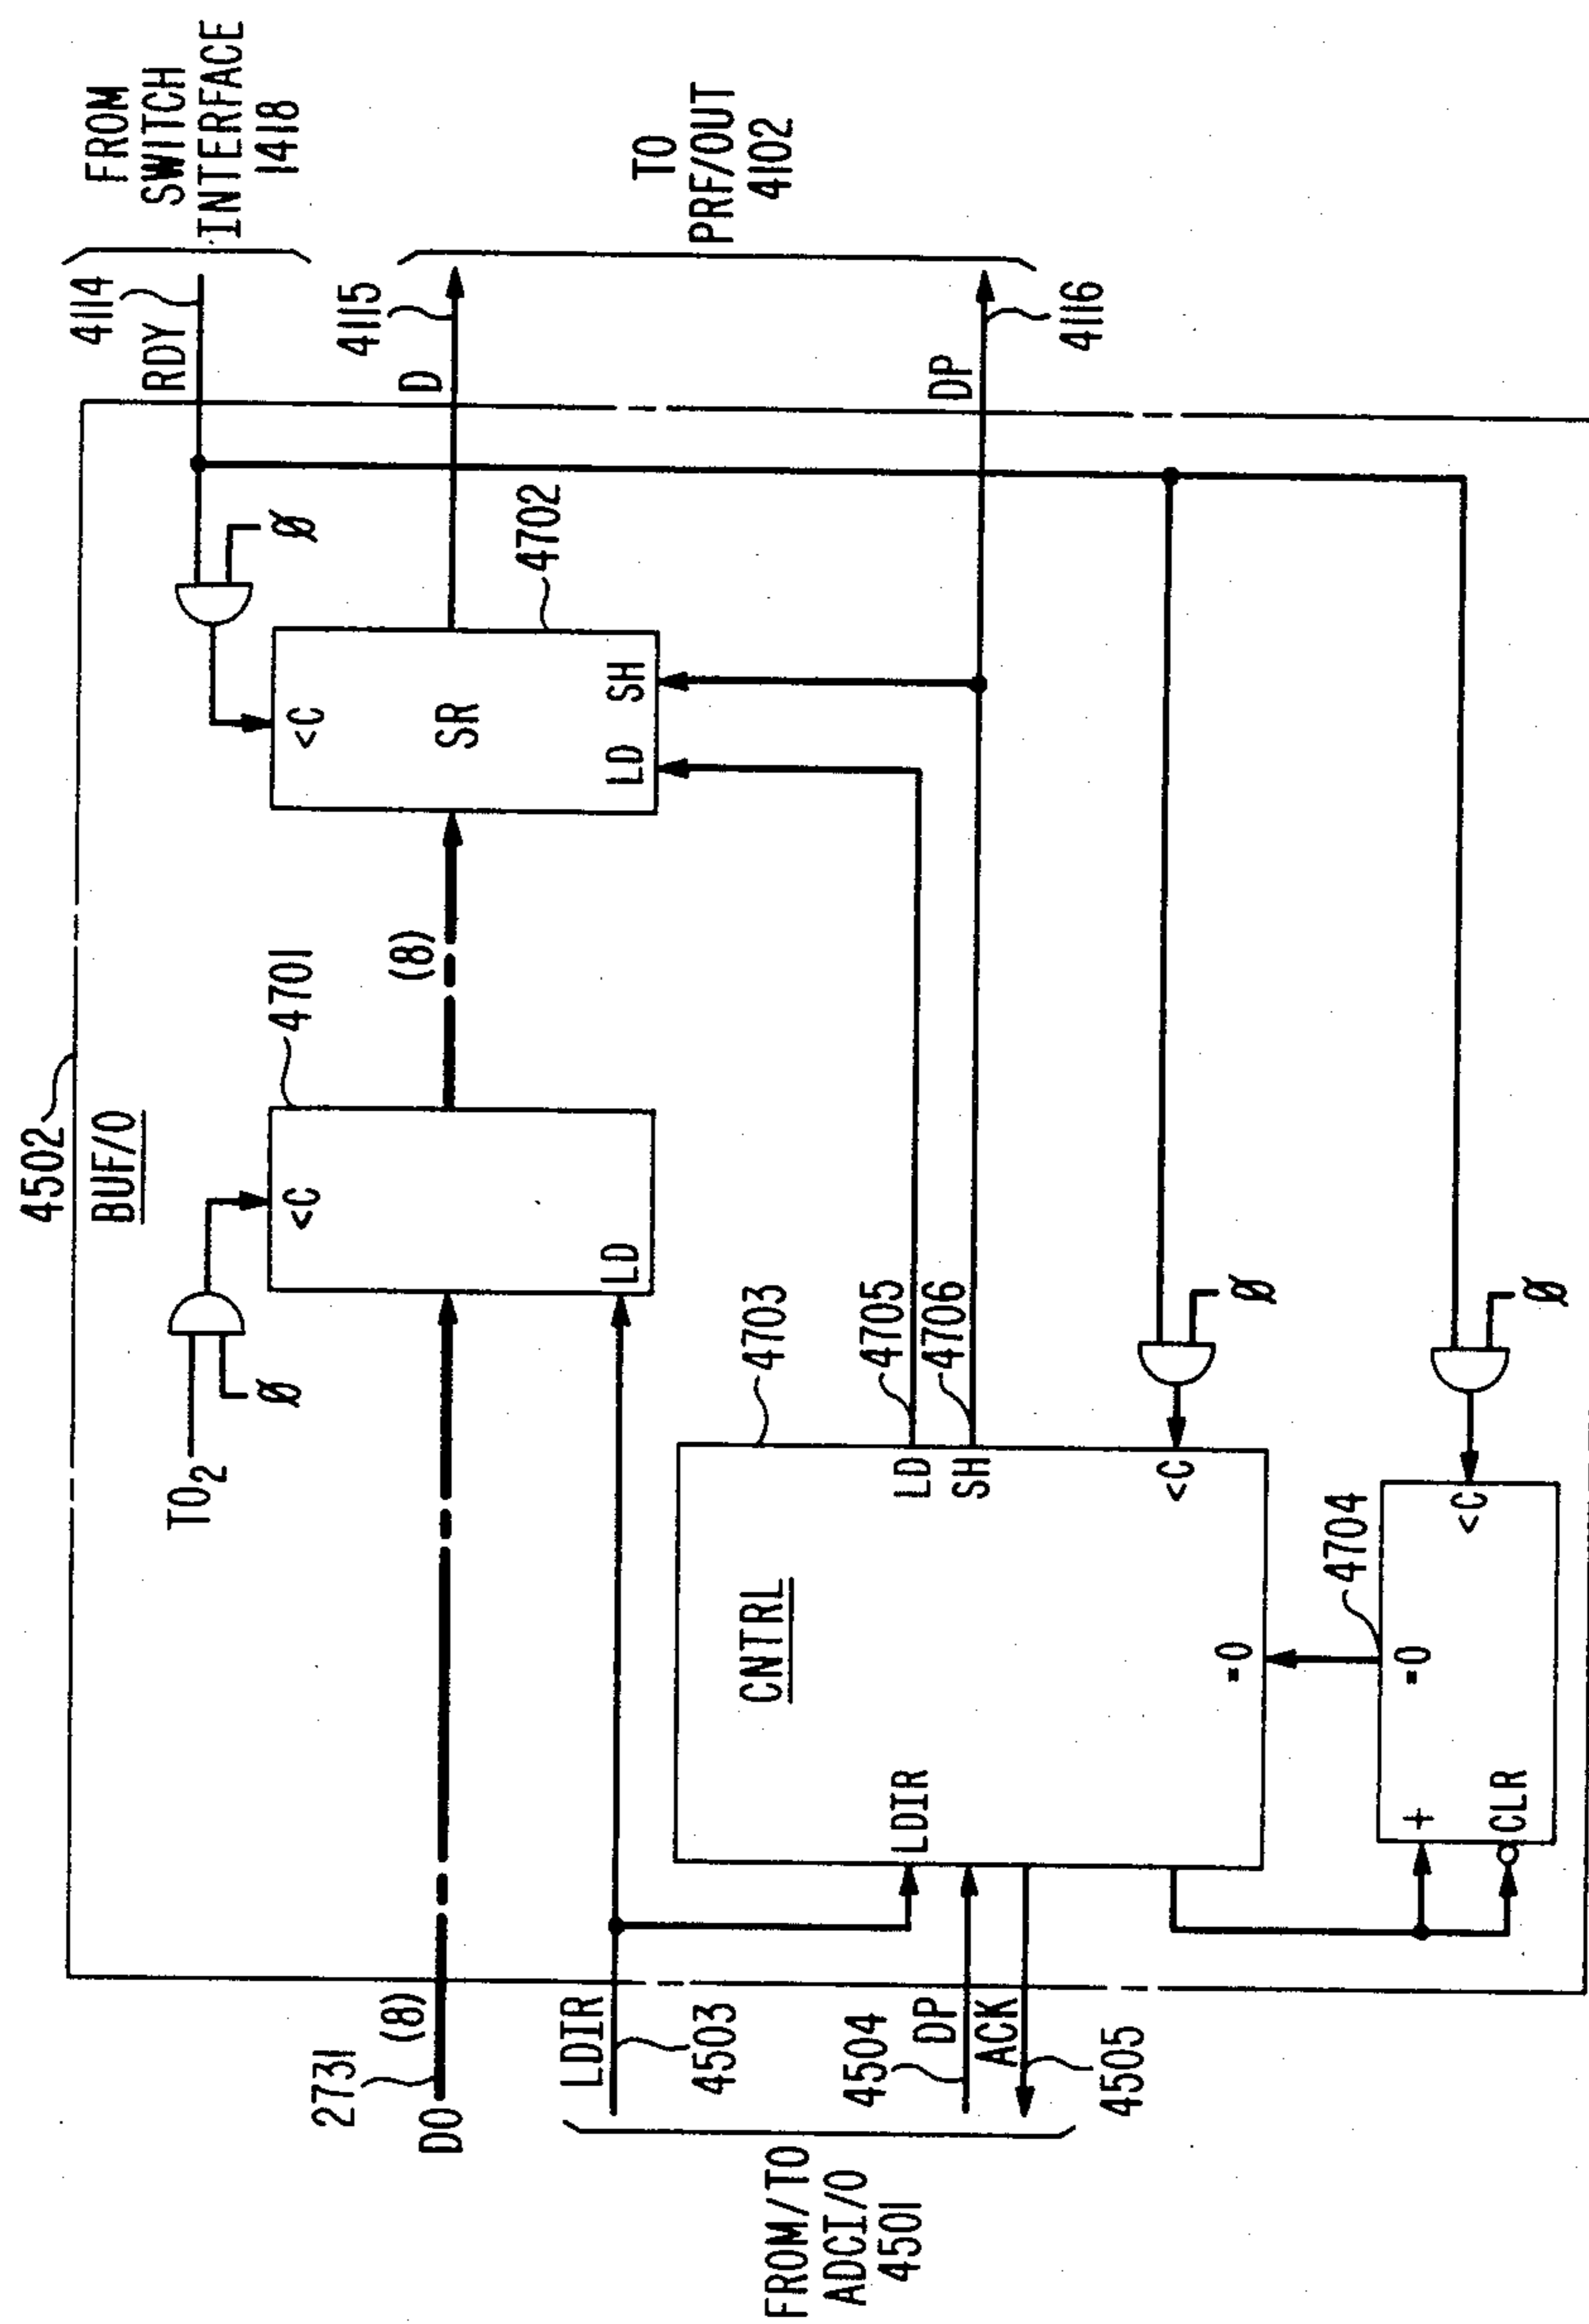 4502
BUF/O
FROM
SWITCH
INTERFACE
1418
4114
RDY
TO2
Ø
<C
4701
LD
2731
DO
(8)
(8)
Ø
<C
SR
4702
LD
SH
D
4115
TO
PRF/OUT
4102
LDIR
4503
FROM/TO
ADCI/O
4501
4504
DP
ACK
4505
LDIR
CNTRL
4703
LD
SH
4705
4706
DP
4116
<C
Ø
=0
4704
+
CLR
=0
<C
Ø